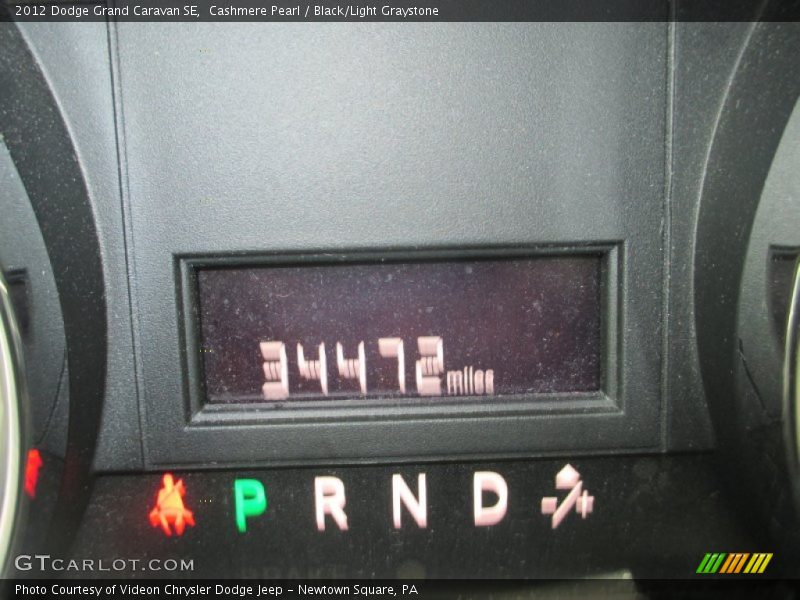 2012 Dodge Grand Caravan SE,  Cashmere Pearl / Black/Light Graystone
34472 miles
P R N D - +
GTCARLOT.COM
Photo Courtesy of Videon Chrysler Dodge Jeep - Newtown Square, PA